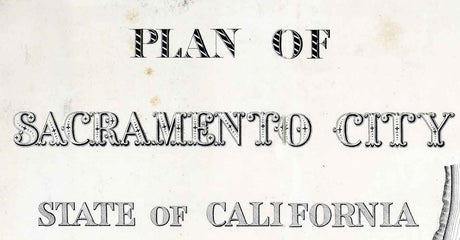 PLAN OF
SACRAMENTO CITY
STATE OF CALIFORNIA